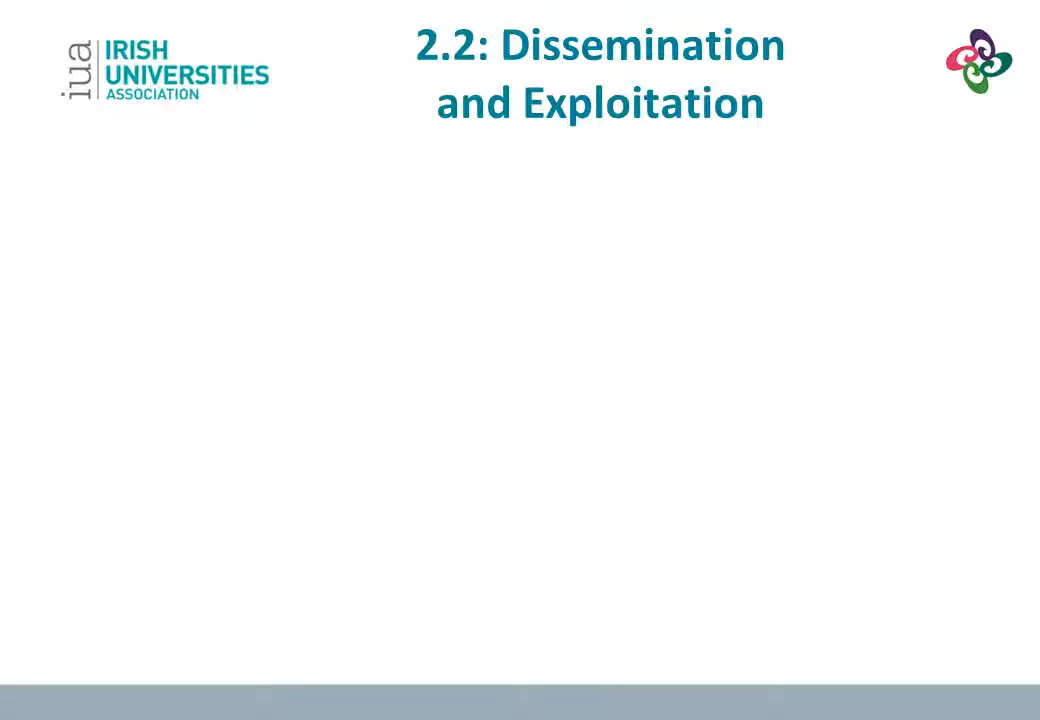 iua
IRISH
UNIVERSITIES
ASSOCIATION
2.2: Dissemination
and Exploitation